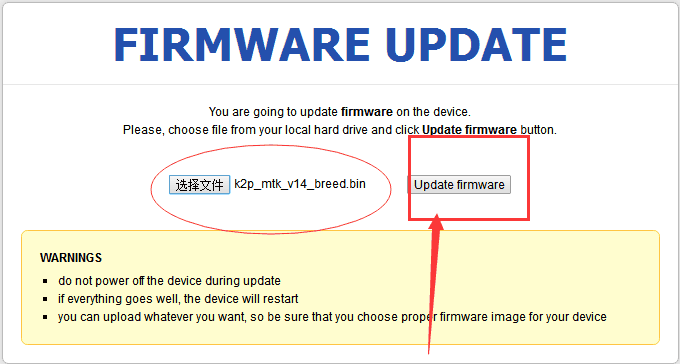 FIRMWARE UPDATE
You are going to update firmware on the device.
Please, choose file from your local hard drive and click Update firmware button.
选择文件 k2p_mtk_v14_breed.bin Update firmware
WARNINGS
do not power off the device during update
if everything goes well, the device will restart
you can upload whatever you want, so be sure that you choose proper firmware image for your device